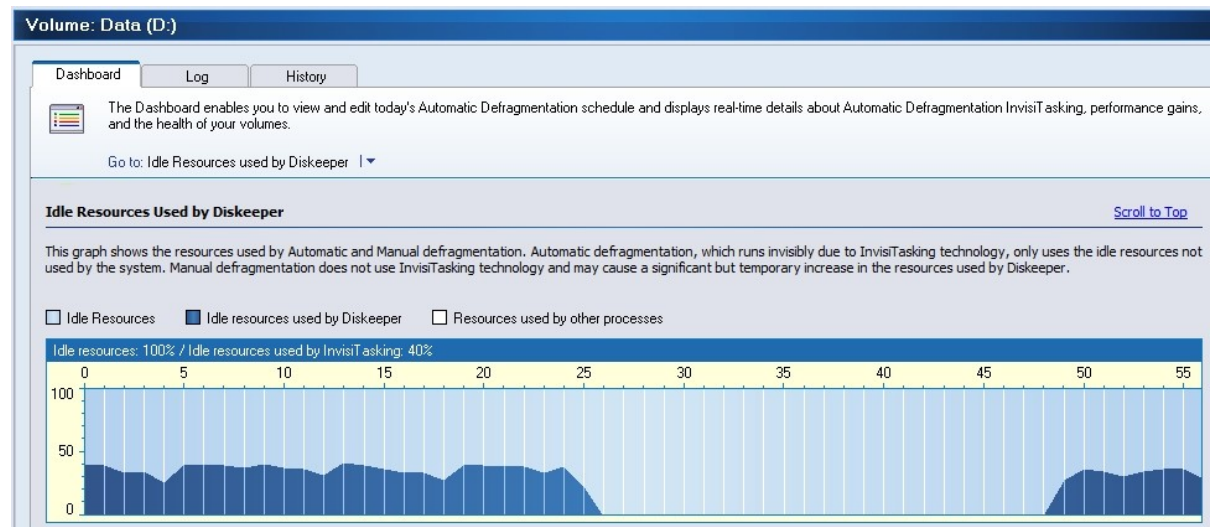 Volume: Data (D:)
Dashboard Log History
The Dashboard enables you to view and edit today's Automatic Defragmentation schedule and displays real-time details about Automatic Defragmentation InvisiTasking, performance gains,
and the health of your volumes.
Go to: Idle Resources used by Diskeeper
Idle Resources Used by Diskeeper Scroll to Top
This graph shows the resources used by Automatic and Manual defragmentation. Automatic defragmentation, which runs invisibly due to InvisiTasking technology, only uses the idle resources not
used by the system. Manual defragmentation does not use InvisiTasking technology and may cause a significant but temporary increase in the resources used by Diskeeper.
Idle Resources Idle resources used by Diskeeper Resources used by other processes
Idle resources: 100% / Idle resources used by InvisiTasking: 40%
0 5 10 15 20 25 30 35 40 45 50 55
100
50
0